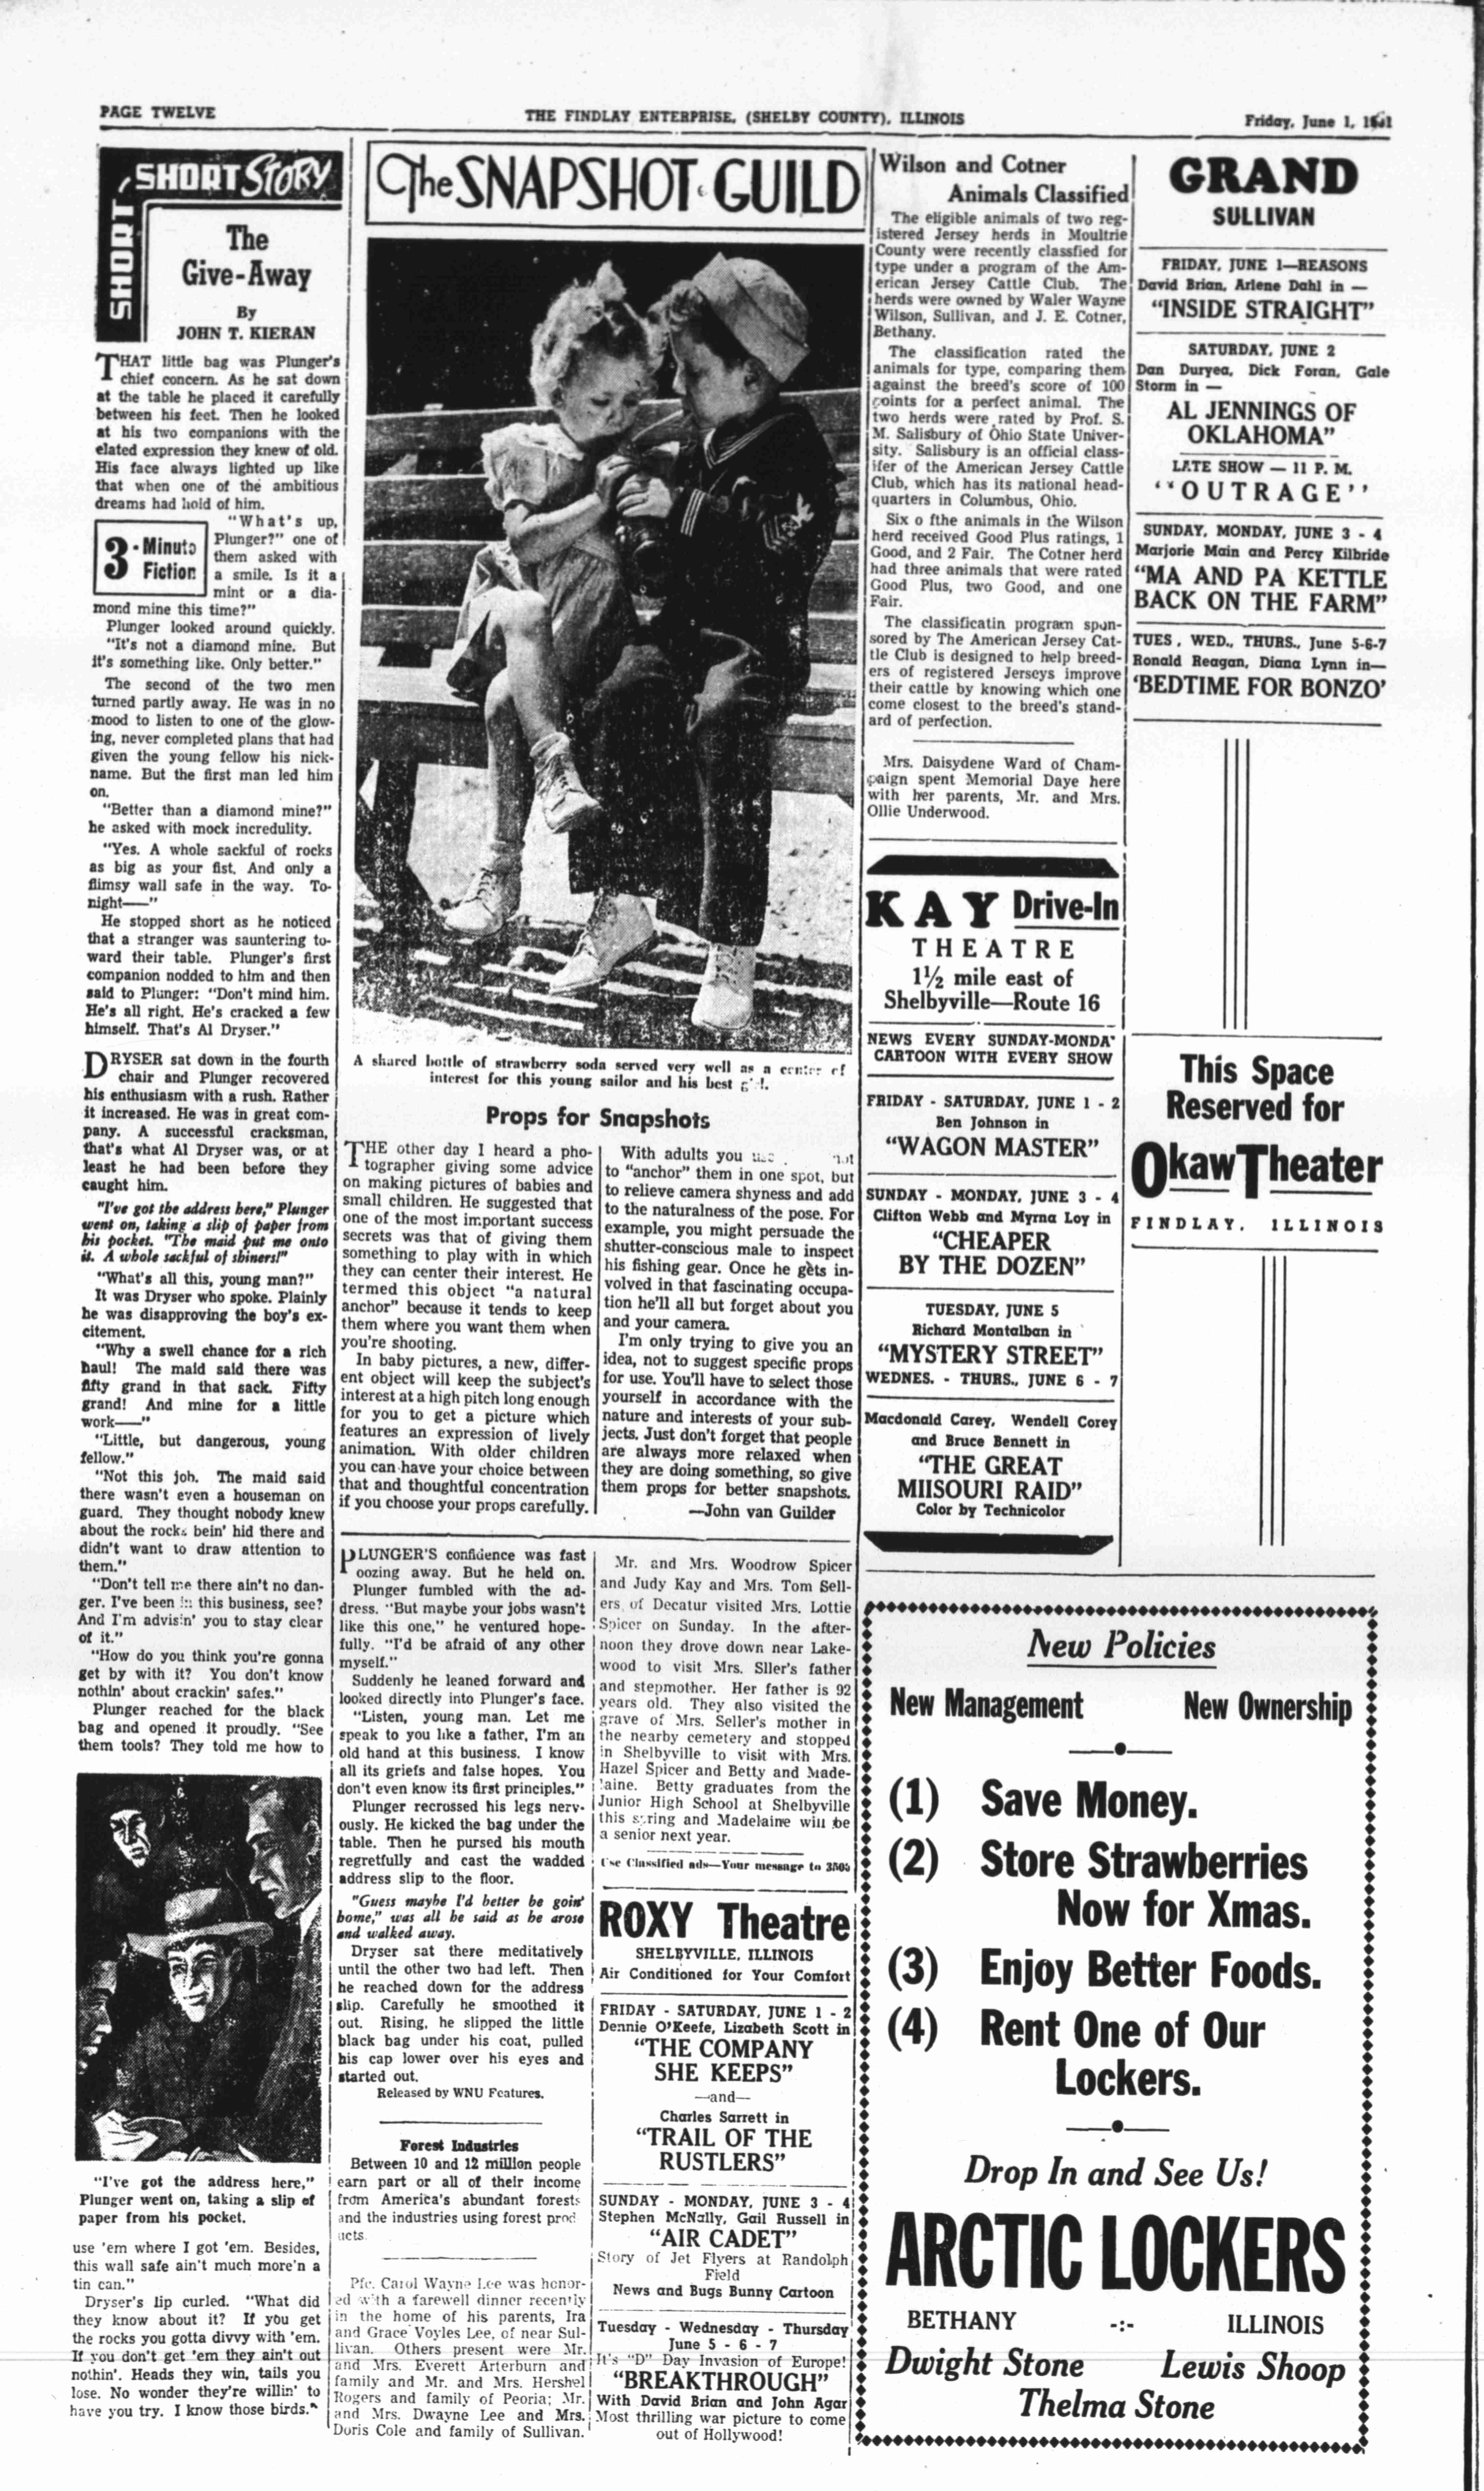 PAGE TWELVE
THE FINDLAY ENTERPRISE, (SHELBY COUNTY), ILLINOIS
Friday, June 1,
SHORT SHORT STORY
The
Give-Away
By
JOHN T. KIERAN
THAT little bag was Plunger's
chief concern. As he sat down
at the table he placed it carefully
between his feet. Then he looked
at his two companions with the
elated expression they knew of old.
His face always lighted up like
that when one of the ambitious
dreams had hold of him.
3-Minute
Fiction
"What's up,
Plunger?" one of
them asked with
a smile. Is it a
mint or a dia-
mond mine this time?"
Plunger looked around quickly.
"It's not a diamond mine. But
it's something like. Only better."
The second of the two men
turned partly away. He was in no
mood to listen to one of the glow-
ing, never completed plans that had
given the young fellow his nick-
name. But the first man led him
on.
"Better than a diamond mine?"
he asked with mock incredulity.
"Yes. A whole sackful of rocks
as big as your fist. And only a
flimsy wall safe in the way. To-
night——"
He stopped short as he noticed
that a stranger was sauntering to-
ward their table. Plunger's first
companion nodded to him and then
said to Plunger: "Don't mind him.
He's all right. He's cracked a few
himself. That's Al Dryser."
DRYSER sat down in the fourth
chair and Plunger recovered
his enthusiasm with a rush. Rather
it increased. He was in great com-
pany. A successful cracksman,
that's what Al Dryser was, or at
least he had been before they
caught him.
"I've got the address here," Plunger
went on, taking a slip of paper from
his pocket. "The maid put me onto
it. A whole sackful of shiners!"
"What's all this, young man?"
It was Dryser who spoke. Plainly
he was disapproving the boy's ex-
citement.
"Why a swell chance for a rich
haul! The maid said there was
fifty grand in that sack. Fifty
grand! And mine for a little
work——"
"Little, but dangerous, young
fellow."
"Not this job. The maid said
there wasn't even a houseman on
guard. They thought nobody knew
about the rocks bein' hid there and
didn't want to draw attention to
them."
"Don't tell me there ain't no dan-
ger. I've been in this business, see?
And I'm advisin' you to stay clear
of it."
"How do you think you're gonna
get by with it? You don't know
nothin' about crackin' safes."
Plunger reached for the black
bag and opened it proudly. "See
them tools? They told me how to
"I've got the address here,"
Plunger went on, taking a slip of
paper from his pocket.
use 'em where I got 'em. Besides,
this wall safe ain't much more'n a
tin can."
Dryser's lip curled. "What did
they know about it? If you get
the rocks you gotta divvy with 'em.
If you don't get 'em they ain't out
nothin'. Heads they win, tails you
lose. No wonder they're willin' to
have you try. I know those birds."
The SNAPSHOT GUILD
A shared bottle of strawberry soda served very well as a center of
interest for this young sailor and his best
Props for Snapshots
THE other day I heard a pho-
tographer giving some advice
on making pictures of babies and
small children. He suggested that
one of the most important success
secrets was that of giving them
something to play with in which
they can center their interest. He
termed this object "a natural
anchor" because it tends to keep
them where you want them when
you're shooting.
In baby pictures, a new, differ-
ent object will keep the subject's
interest at a high pitch long enough
for you to get a picture which
features an expression of lively
animation. With older children
you can have your choice between
that and thoughtful concentration
if you choose your props carefully.
With adults you
to "anchor" them in one spot, but
to relieve camera shyness and add
to the naturalness of the pose. For
example, you might persuade the
shutter-conscious male to inspect
his fishing gear. Once he gets in-
volved in that fascinating occupa-
tion he'll all but forget about you
and your camera.
I'm only trying to give you an
idea, not to suggest specific props
for use. You'll have to select those
yourself in accordance with the
nature and interests of your sub-
jects. Just don't forget that people
are always more relaxed when
they are doing something, so give
them props for better snapshots.
—John van Guilder
PLUNGER'S confidence was fast
oozing away. But he held on.
Plunger fumbled with the ad-
dress. "But maybe your jobs wasn't
like this one," he ventured hope-
fully. "I'd be afraid of any other
myself."
Suddenly he leaned forward and
looked directly into Plunger's face.
"Listen, young man. Let me
speak to you like a father, I'm an
old hand at this business. I know
all its griefs and false hopes. You
don't even know its first principles."
Plunger recrossed his legs nerv-
ously. He kicked the bag under the
table. Then he pursed his mouth
regretfully and cast the wadded
address slip to the floor.
"Guess maybe I'd better be goin'
home," was all he said as he arose
and walked away.
Dryser sat there meditatively
until the other two had left. Then
he reached down for the address
slip. Carefully he smoothed it
out. Rising, he slipped the little
black bag under his coat, pulled
his cap lower over his eyes and
started out.
Released by WNU Features.
Forest Industries
Between 10 and 12 million people
earn part or all of their income
from America's abundant forests
and the industries using forest prod
ucts.
Pfc. Carol Wayne Lee was honor-
ed with a farewell dinner recently
in the home of his parents, Ira
and Grace Voyles Lee, of near Sul-
livan. Others present were Mr.
and Mrs. Everett Arterburn and
family and Mr. and Mrs. Hershel
Rogers and family of Peoria; Mr.
and Mrs. Dwayne Lee and Mrs.
Doris Cole and family of Sullivan.
Mr. and Mrs. Woodrow Spicer
and Judy Kay and Mrs. Tom Sell-
ers, of Decatur visited Mrs. Lottie
Spicer on Sunday. In the after-
noon they drove down near Lake-
wood to visit Mrs. Sller's father
and stepmother. Her father is 92
years old. They also visited the
grave of Mrs. Seller's mother in
the nearby cemetery and stopped
in Shelbyville to visit with Mrs.
Hazel Spicer and Betty and Made-
laine. Betty graduates from the
Junior High School at Shelbyville
this spring and Madelaine will be
a senior next year.
Use Classified ads—Your message to
ROXY Theatre
SHELBYVILLE, ILLINOIS
Air Conditioned for Your Comfort
FRIDAY - SATURDAY, JUNE 1 - 2
Dennie O'Keefe, Lizabeth Scott in
"THE COMPANY
SHE KEEPS"
—and—
Charles Sarrett in
"TRAIL OF THE
RUSTLERS"
SUNDAY - MONDAY, JUNE 3 - 4
Stephen McNally, Gail Russell in
"AIR CADET"
Story of Jet Flyers at Randolph
Field
News and Bugs Bunny Cartoon
Tuesday - Wednesday - Thursday
June 5 - 6 - 7
It's "D" Day Invasion of Europe!
"BREAKTHROUGH"
With David Brian and John Agar
Most thrilling war picture to come
out of Hollywood!
Wilson and Cotner
Animals Classified
The eligible animals of two reg-
istered Jersey herds in Moultrie
County were recently classfied for
type under a program of the Am-
erican Jersey Cattle Club. The
herds were owned by Waler Wayne
Wilson, Sullivan, and J. E. Cotner,
Bethany.
The classification rated the
animals for type, comparing them
against the breed's score of 100
points for a perfect animal. The
two herds were rated by Prof. S.
M. Salisbury of Ohio State Univer-
sity. Salisbury is an official class-
ifer of the American Jersey Cattle
Club, which has its national head-
quarters in Columbus, Ohio.
Six o fthe animals in the Wilson
herd received Good Plus ratings, 1
Good, and 2 Fair. The Cotner herd
had three animals that were rated
Good Plus, two Good, and one
Fair.
The classificatin program spon-
sored by The American Jersey Cat-
tle Club is designed to help breed-
ers of registered Jerseys improve
their cattle by knowing which one
come closest to the breed's stand-
ard of perfection.
Mrs. Daisydene Ward of Cham-
paign spent Memorial Daye here
with her parents, Mr. and Mrs.
Ollie Underwood.
KAY Drive-In
THEATRE
1½ mile east of
Shelbyville—Route 16
NEWS EVERY SUNDAY-MONDA
CARTOON WITH EVERY SHOW
FRIDAY - SATURDAY, JUNE 1 - 2
Ben Johnson in
"WAGON MASTER"
SUNDAY - MONDAY, JUNE 3 - 4
Clifton Webb and Myrna Loy in
"CHEAPER
BY THE DOZEN"
TUESDAY, JUNE 5
Richard Montalban in
"MYSTERY STREET"
WEDNES. - THURS., JUNE 6 - 7
Macdonald Carey, Wendell Corey
and Bruce Bennett in
"THE GREAT
MIISOURI RAID"
Color by Technicolor
GRAND
SULLIVAN
FRIDAY, JUNE 1—REASONS
David Brian, Arlene Dahl in —
"INSIDE STRAIGHT"
SATURDAY, JUNE 2
Dan Duryea, Dick Foran, Gale
Storm in —
AL JENNINGS OF
OKLAHOMA"
LATE SHOW — 11 P. M.
"OUTRAGE"
SUNDAY, MONDAY, JUNE 3 - 4
Marjorie Main and Percy Kilbride
"MA AND PA KETTLE
BACK ON THE FARM"
TUES, WED., THURS., June 5-6-7
Ronald Reagan, Diana Lynn in—
'BEDTIME FOR BONZO'
This Space
Reserved for
Okaw Theater
FINDLAY, ILLINOIS
New Policies
New Management New Ownership
(1) Save Money.
(2) Store Strawberries
Now for Xmas.
(3) Enjoy Better Foods.
(4) Rent One of Our
Lockers.
Drop In and See Us!
ARCTIC LOCKERS
BETHANY -:- ILLINOIS
Dwight Stone Lewis Shoop
Thelma Stone